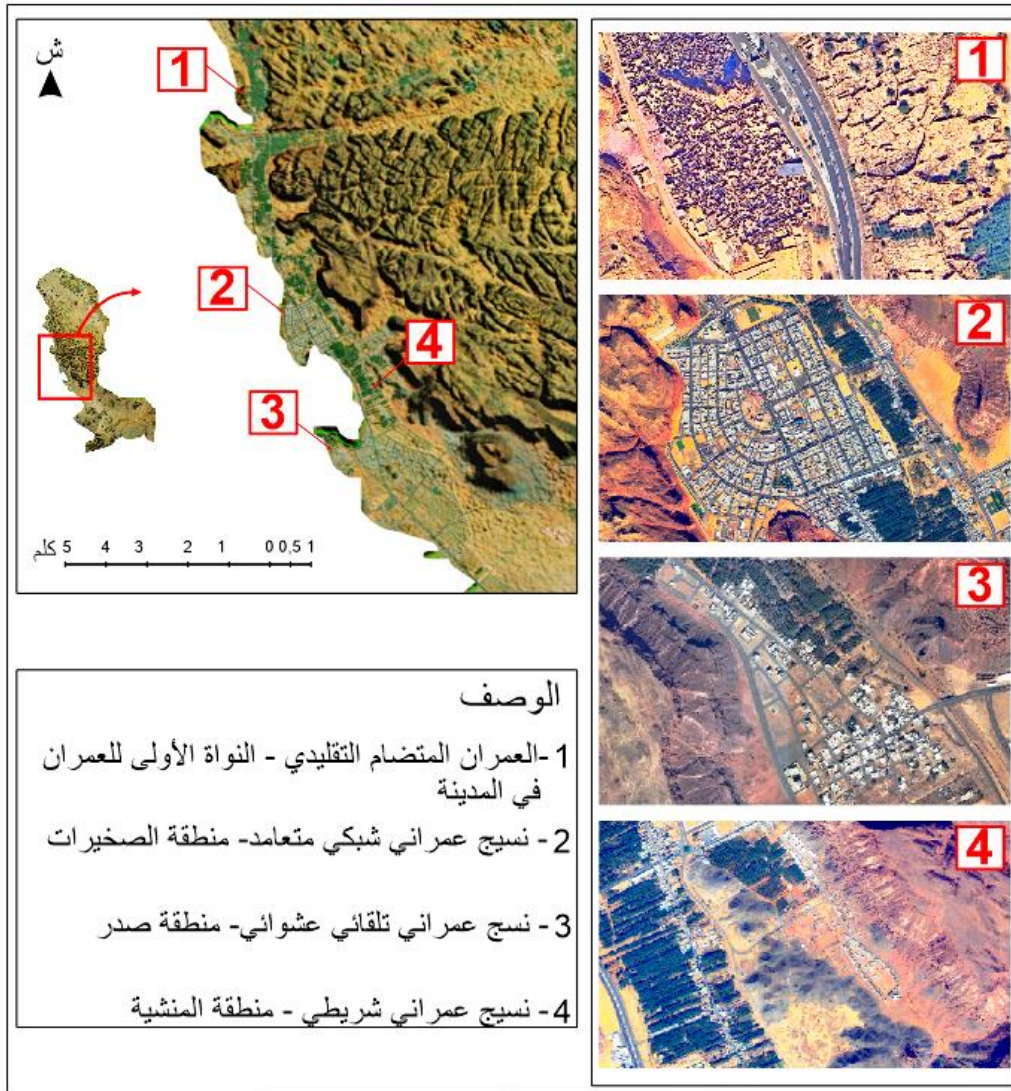 ش
1
2
4
3
5 4 3 2 1 0 0,5 1 كلم
1
2
3
4
الوصف
1 -العمران المتضام التقليدي - النواة الأولى للعمران
في المدينة
2 - نسيج عمراني شبكي متعامد- منطقة الصخيرات
3 - نسج عمراني تلقائي عشوائي- منطقة صدر
4 - نسيج عمراني شريطي - منطقة المنشية